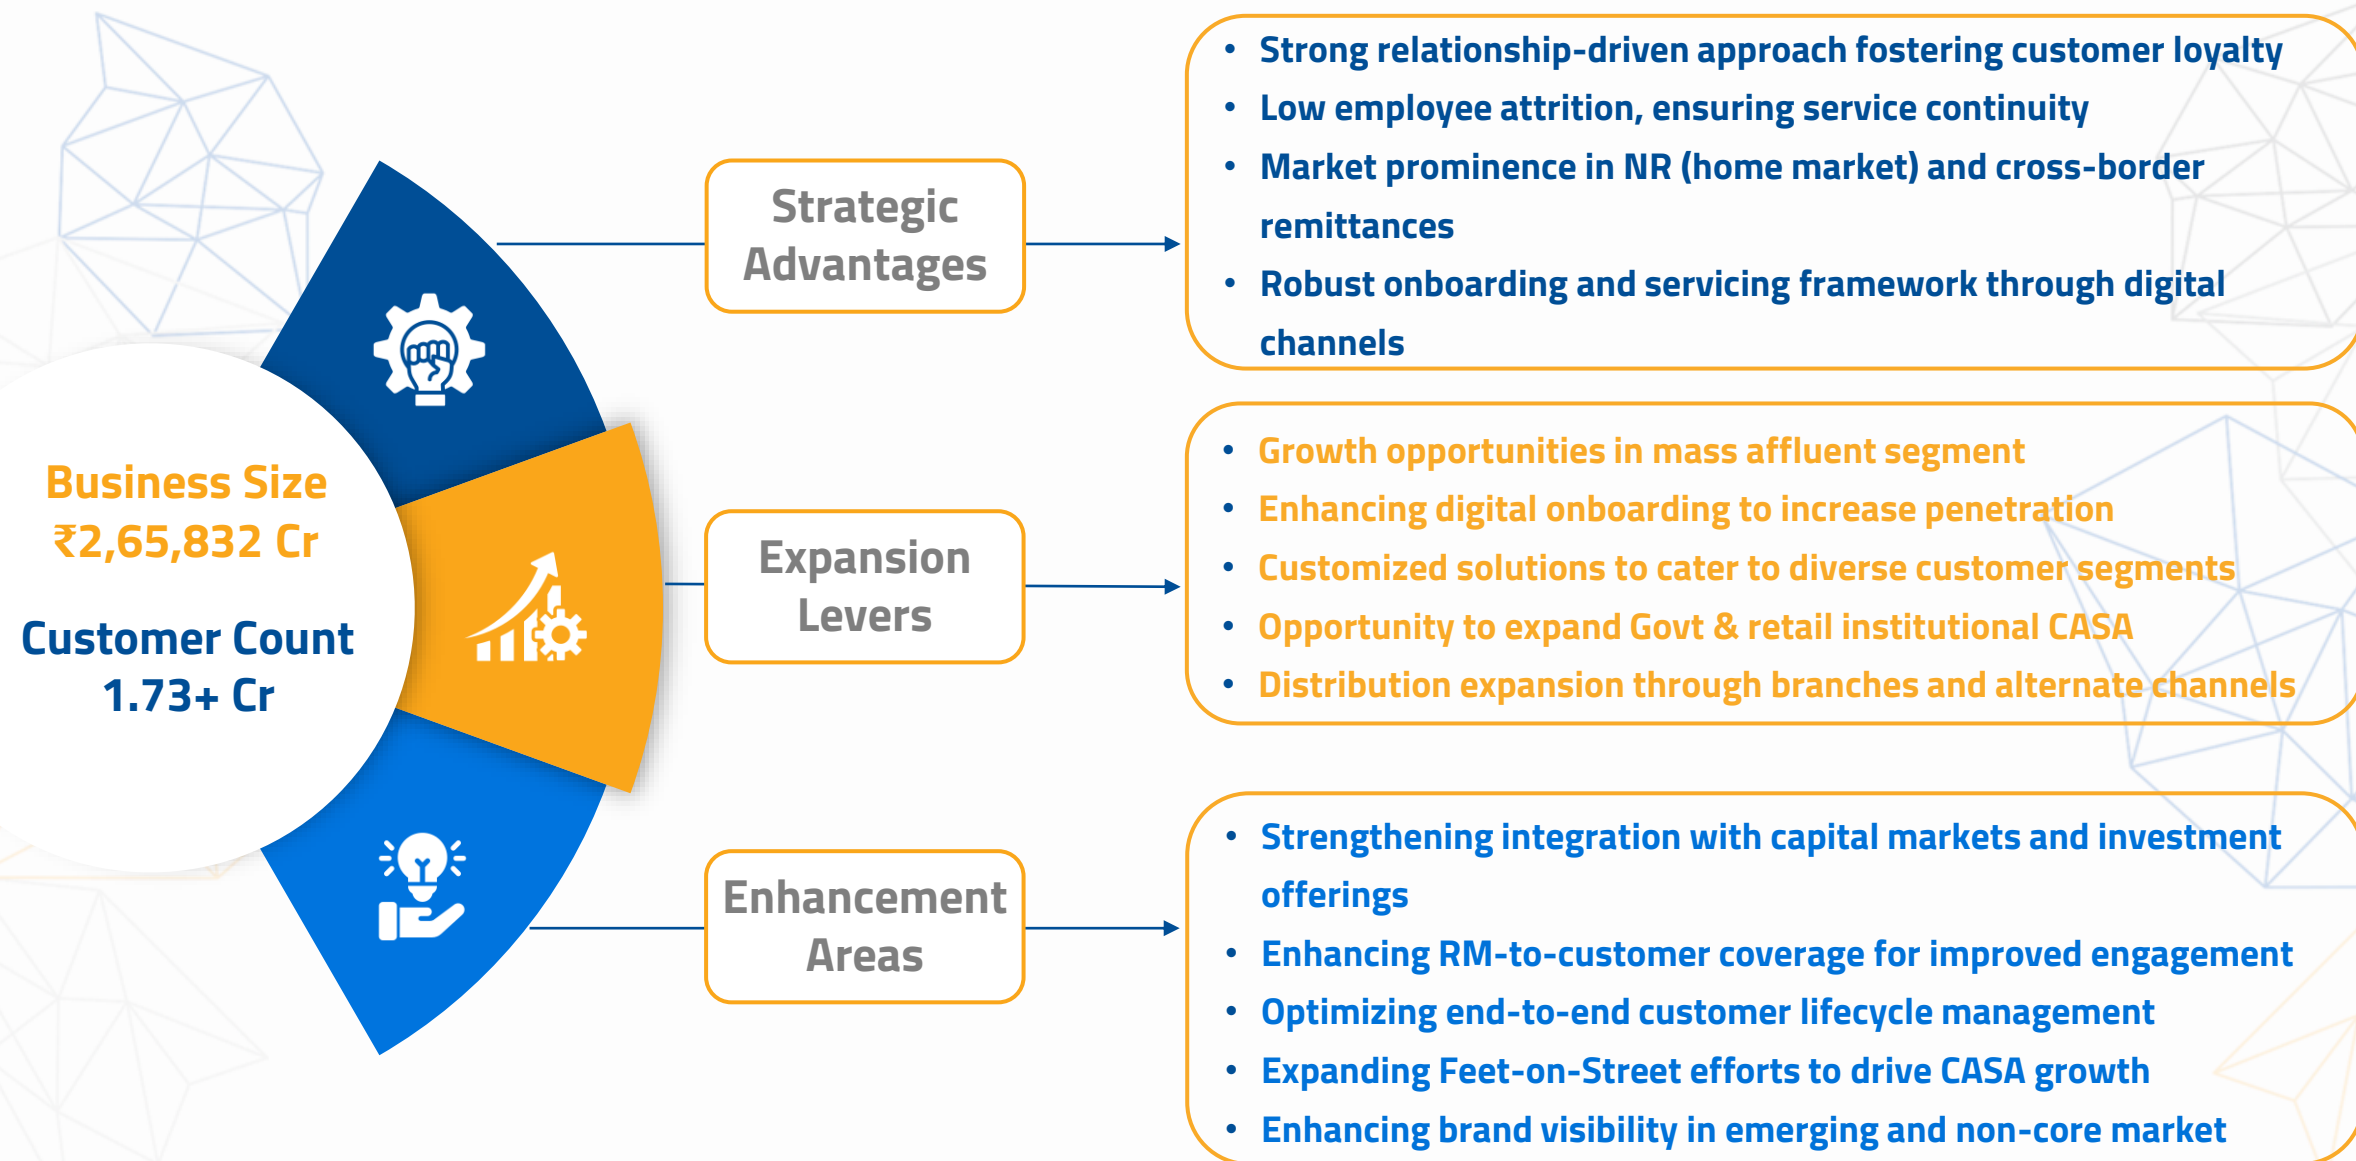 Business Size
₹2,65,832 Cr
Customer Count
1.73+ Cr
Strategic
Advantages
• Strong relationship-driven approach fostering customer loyalty
• Low employee attrition, ensuring service continuity
• Market prominence in NR (home market) and cross-border
remittances
• Robust onboarding and servicing framework through digital
channels
Expansion
Levers
• Growth opportunities in mass affluent segment
• Enhancing digital onboarding to increase penetration
• Customized solutions to cater to diverse customer segments
• Opportunity to expand Govt & retail institutional CASA
• Distribution expansion through branches and alternate channels
Enhancement
Areas
• Strengthening integration with capital markets and investment
offerings
• Enhancing RM-to-customer coverage for improved engagement
• Optimizing end-to-end customer lifecycle management
• Expanding Feet-on-Street efforts to drive CASA growth
• Enhancing brand visibility in emerging and non-core market